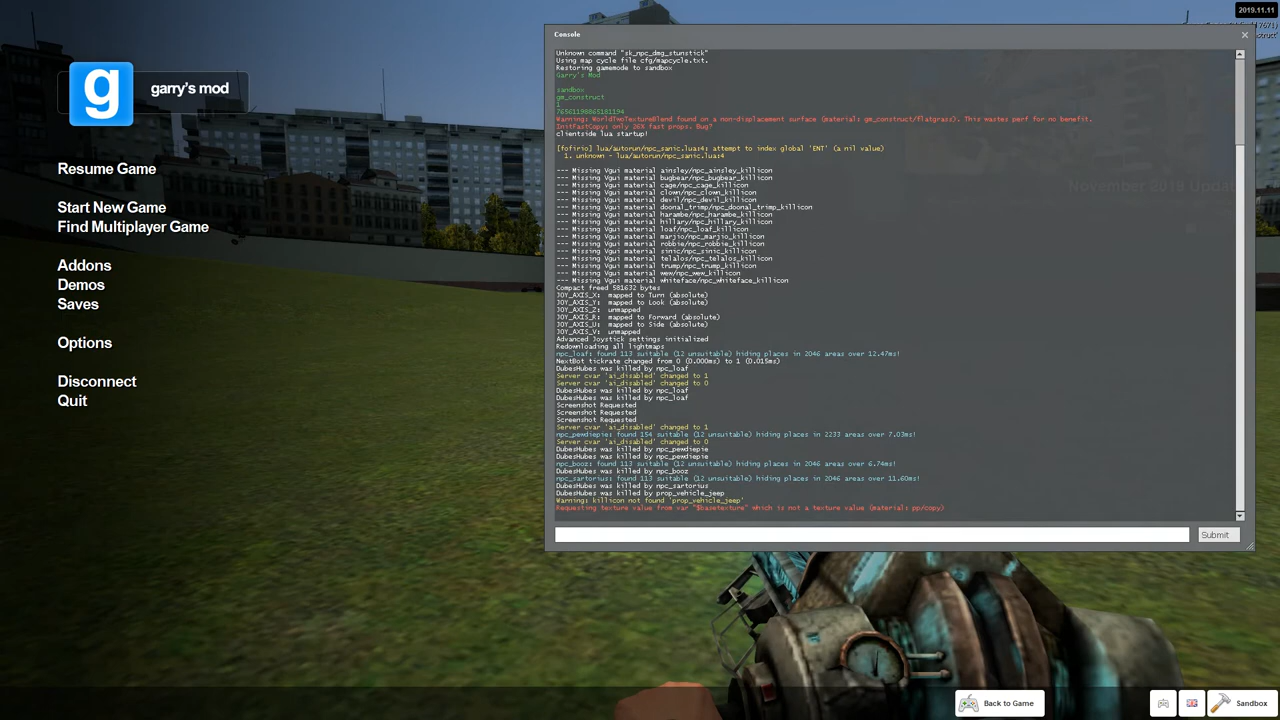 2019.11.11
7671)
struct'
g
garry's mod
Resume Game
Start New Game
Find Multiplayer Game
Addons
Demos
Saves
Options
Disconnect
Quit
November 2019 Updat
Console
Unknown command "sk_npc_dmg_stunstick"
Using map cycle file cfg/mapcycle.txt.
Restoring gamemode to sandbox
Garry's Mod
sandbox
gm_construct
1
76561198865181194
Warning: WorldTwoTextureBlend found on a non-displacement surface (material: gm_construct/flatgrass). This wastes perf for no benefit.
InitFastCopy: only 26% fast props. Bug?
clientside lua startup!
[fofirio] lua/autorun/npc_sanic.lua:4: attempt to index global 'ENT' (a nil value)
1. unknown - lua/autorun/npc_sanic.lua:4
--- Missing Vgui material ainsley/npc_ainsley_killicon
--- Missing Vgui material bugbear/npc_bugbear_killicon
--- Missing Vgui material cage/npc_cage_killicon
--- Missing Vgui material clown/npc_clown_killicon
--- Missing Vgui material devil/npc_devil_killicon
--- Missing Vgui material doonal_trimp/npc_doonal_trimp_killicon
--- Missing Vgui material harambe/npc_harambe_killicon
--- Missing Vgui material hillary/npc_hillary_killicon
--- Missing Vgui material loaf/npc_loaf_killicon
--- Missing Vgui material marjio/npc_marjio_killicon
--- Missing Vgui material robbie/npc_robbie_killicon
--- Missing Vgui material sinic/npc_sinic_killicon
--- Missing Vgui material telalos/npc_telalos_killicon
--- Missing Vgui material trump/npc_trump_killicon
--- Missing Vgui material wew/npc_wew_killicon
--- Missing Vgui material whiteface/npc_whiteface_killicon
Compact freed 581632 bytes
JOY_AXIS_X: mapped to Turn (absolute)
JOY_AXIS_Y: mapped to Look (absolute)
JOY_AXIS_Z: unmapped
JOY_AXIS_R: mapped to Forward (absolute)
JOY_AXIS_U: mapped to Side (absolute)
JOY_AXIS_V: unmapped
Advanced Joystick settings initialized
Redownloading all lightmaps
npc_loaf: found 113 suitable (12 unsuitable) hiding places in 2046 areas over 12.47ms!
NextBot tickrate changed from 0 (0.000ms) to 1 (0.015ms)
DubesHubes was killed by npc_loaf
Server cvar 'ai_disabled' changed to 1
Server cvar 'ai_disabled' changed to 0
DubesHubes was killed by npc_loaf
DubesHubes was killed by npc_loaf
Screenshot Requested
Screenshot Requested
Screenshot Requested
Server cvar 'ai_disabled' changed to 1
npc_pewdiepie: found 154 suitable (12 unsuitable) hiding places in 2233 areas over 7.03ms!
Server cvar 'ai_disabled' changed to 0
DubesHubes was killed by npc_pewdiepie
DubesHubes was killed by npc_pewdiepie
npc_booz: found 113 suitable (12 unsuitable) hiding places in 2046 areas over 6.74ms!
DubesHubes was killed by npc_booz
npc_sartorius: found 113 suitable (12 unsuitable) hiding places in 2046 areas over 11.60ms!
DubesHubes was killed by npc_sartorius
DubesHubes was killed by prop_vehicle_jeep
Warning: killicon not found 'prop_vehicle_jeep'
Requesting texture value from var "$basetexture" which is not a texture value (material: pp/copy)
Submit
Back to Game
Sandbox